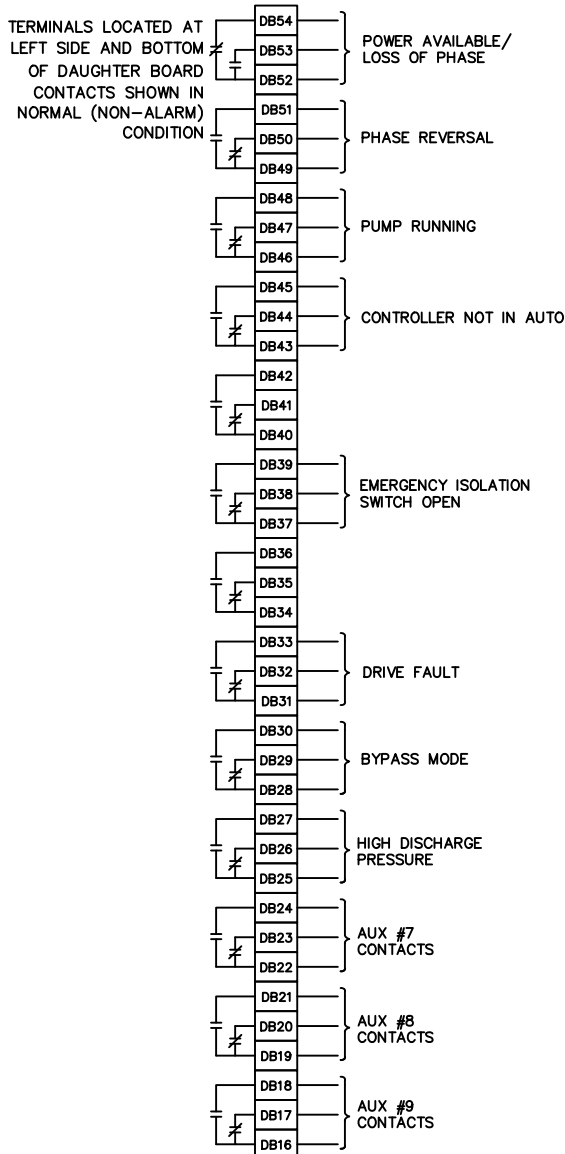 TERMINALS LOCATED AT
LEFT SIDE AND BOTTOM
OF DAUGHTER BOARD
CONTACTS SHOWN IN
NORMAL (NON-ALARM)
CONDITION
DB54
DB53
DB52
POWER AVAILABLE/
LOSS OF PHASE
DB51
DB50
DB49
PHASE REVERSAL
DB48
DB47
DB46
PUMP RUNNING
DB45
DB44
DB43
CONTROLLER NOT IN AUTO
DB42
DB41
DB40
DB39
DB38
DB37
EMERGENCY ISOLATION
SWITCH OPEN
DB36
DB35
DB34
DB33
DB32
DB31
DRIVE FAULT
DB30
DB29
DB28
BYPASS MODE
DB27
DB26
DB25
HIGH DISCHARGE
PRESSURE
DB24
DB23
DB22
AUX #7
CONTACTS
DB21
DB20
DB19
AUX #8
CONTACTS
DB18
DB17
DB16
AUX #9
CONTACTS